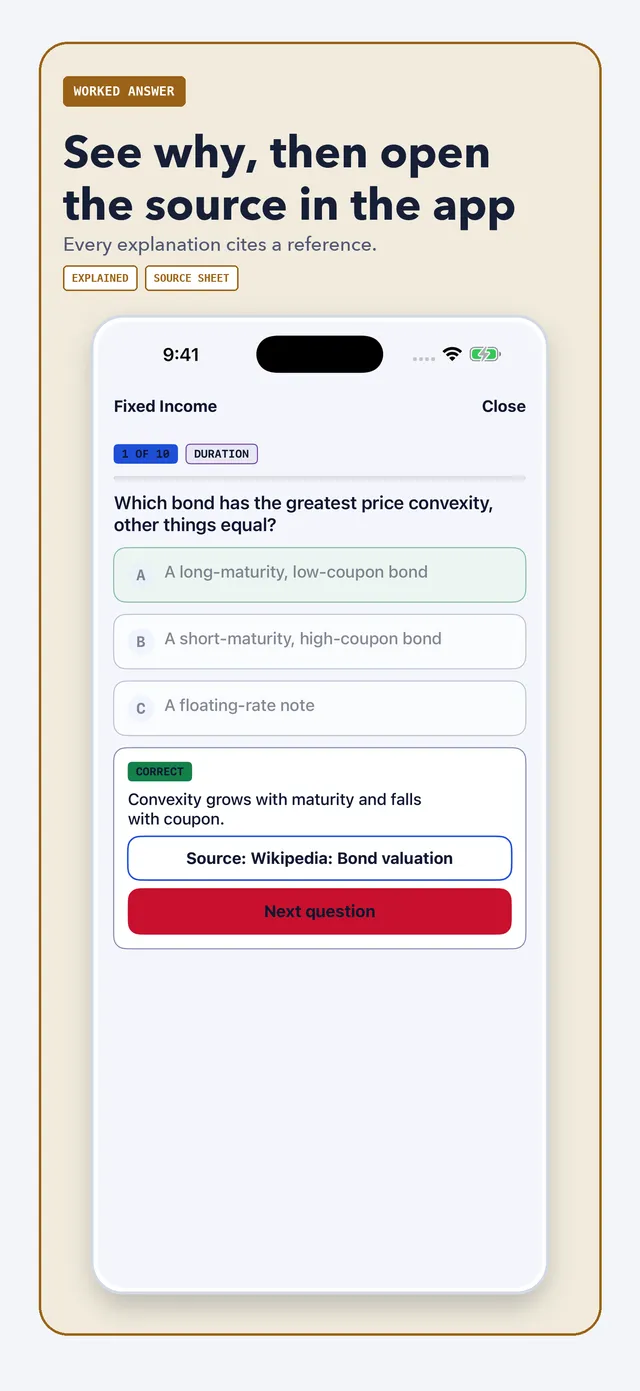 WORKED ANSWER
See why, then open
the source in the app
Every explanation cites a reference.
EXPLAINED SOURCE SHEET
9:41
Fixed Income Close
1 OF 10 DURATION
Which bond has the greatest price convexity,
other things equal?
A A long-maturity, low-coupon bond
B A short-maturity, high-coupon bond
C A floating-rate note
CORRECT
Convexity grows with maturity and falls
with coupon.
Source: Wikipedia: Bond valuation
Next question